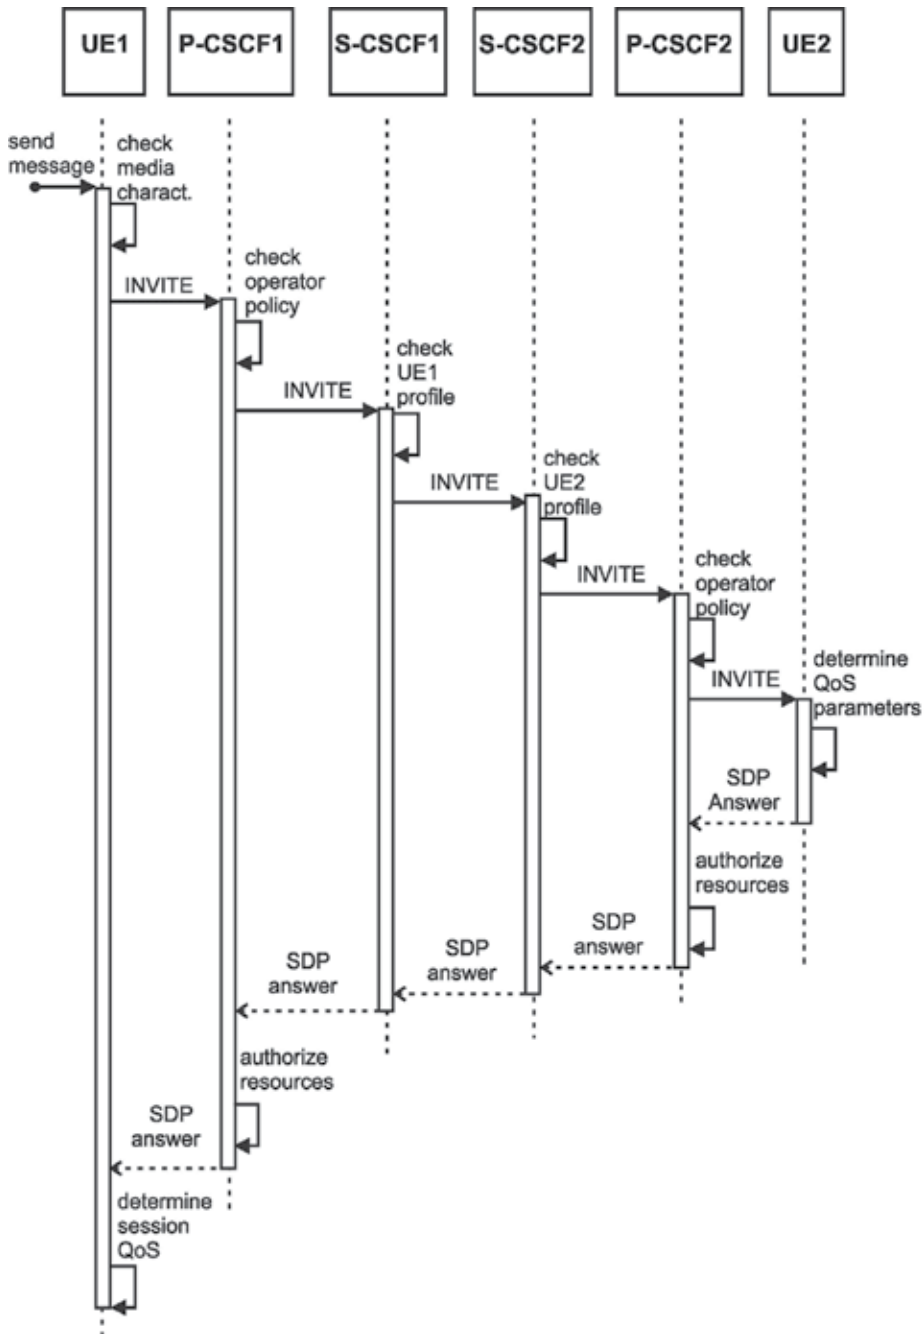 UE1
P-CSCF1
S-CSCF1
S-CSCF2
P-CSCF2
UE2
send
message
check
media
charact.
INVITE
check
operator
policy
INVITE
check
UE1
profile
INVITE
check
UE2
profile
INVITE
check
operator
policy
INVITE
determine
QoS
parameters
SDP
Answer
authorize
resources
SDP
answer
SDP
answer
SDP
answer
authorize
resources
SDP
answer
determine
session
QoS